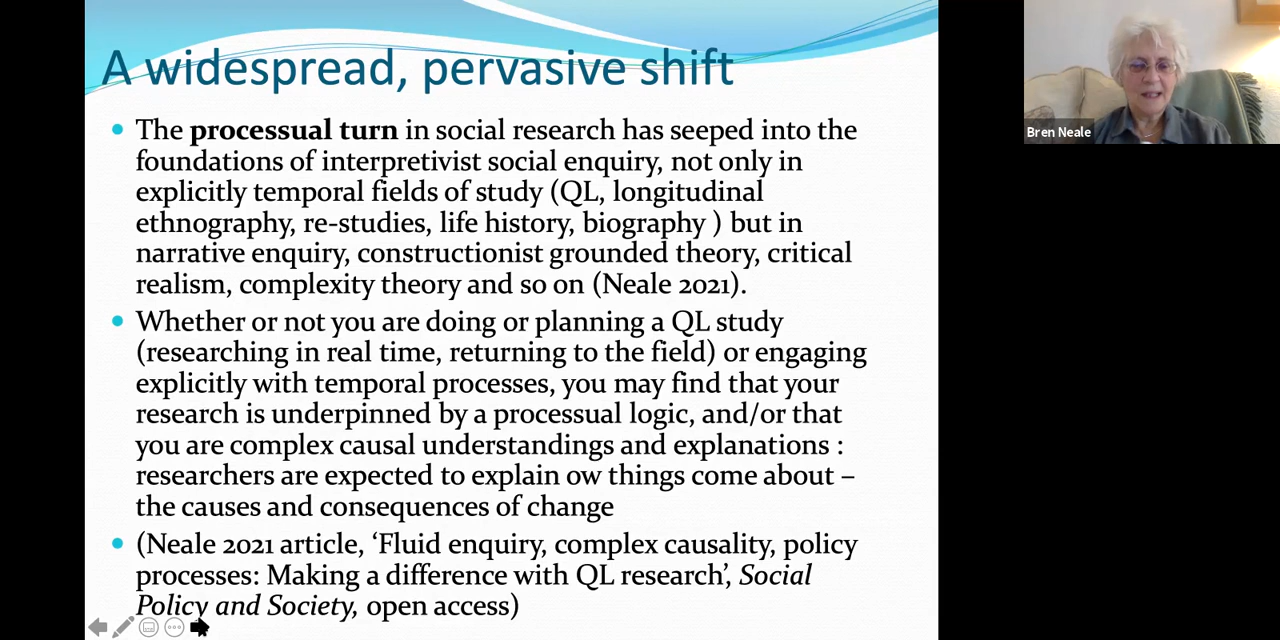 A widespread, pervasive shift
• The processual turn in social research has seeped into the
foundations of interpretivist social enquiry, not only in
explicitly temporal fields of study (QL, longitudinal
ethnography, re-studies, life history, biography ) but in
narrative enquiry, constructionist grounded theory, critical
realism, complexity theory and so on (Neale 2021).
• Whether or not you are doing or planning a QL study
(researching in real time, returning to the field) or engaging
explicitly with temporal processes, you may find that your
research is underpinned by a processual logic, and/or that
you are complex causal understandings and explanations :
researchers are expected to explain ow things come about –
the causes and consequences of change
• (Neale 2021 article, ‘Fluid enquiry, complex causality, policy
processes: Making a difference with QL research’, Social
Policy and Society, open access)
Bren Neale